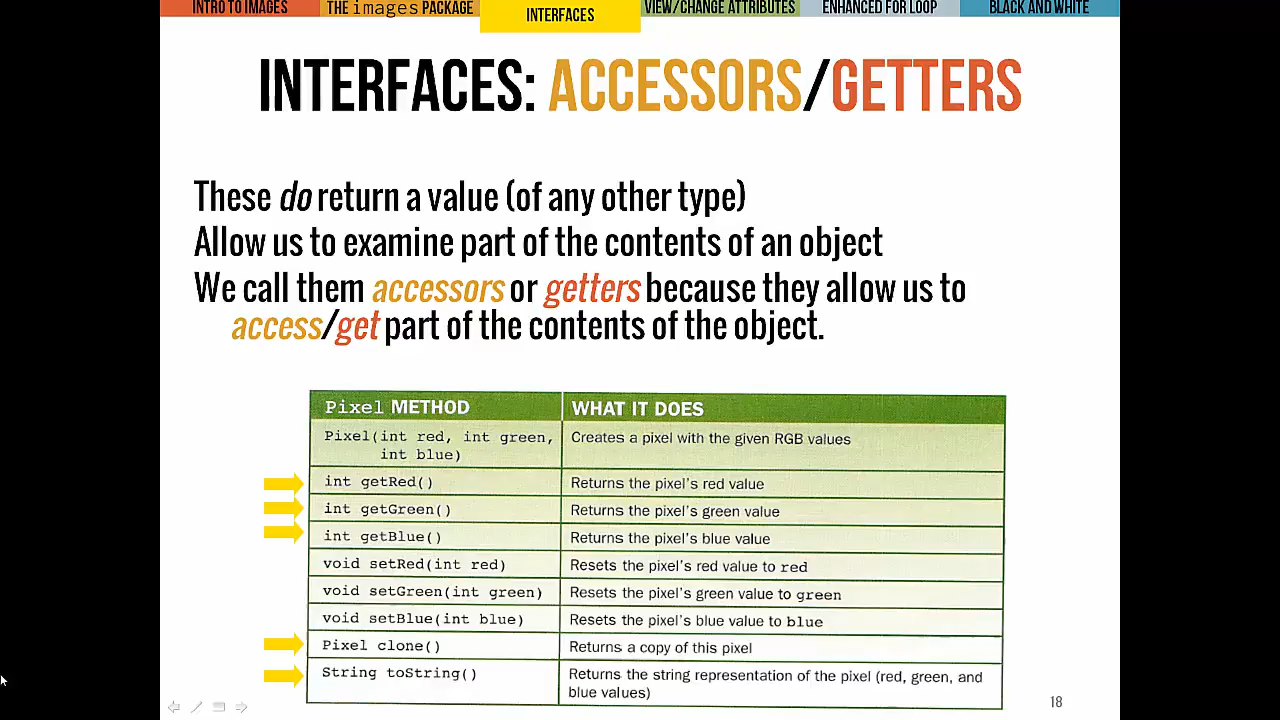 INTRO TO IMAGES THE images PACKAGE INTERFACES VIEW/CHANGE ATTRIBUTES ENHANCED FOR LOOP BLACK AND WHITE
INTERFACES: ACCESSORS/GETTERS
These do return a value (of any other type)
Allow us to examine part of the contents of an object
We call them accessors or getters because they allow us to
access/get part of the contents of the object.
Pixel METHOD WHAT IT DOES
Pixel(int red, int green, Creates a pixel with the given RGB values
int blue)
int getRed() Returns the pixel's red value
int getGreen() Returns the pixel's green value
int getBlue() Returns the pixel's blue value
void setRed(int red) Resets the pixel's red value to red
void setGreen(int green) Resets the pixel's green value to green
void setBlue(int blue) Resets the pixel's blue value to blue
Pixel clone() Returns a copy of this pixel
String toString() Returns the string representation of the pixel (red, green, and
blue values)
18